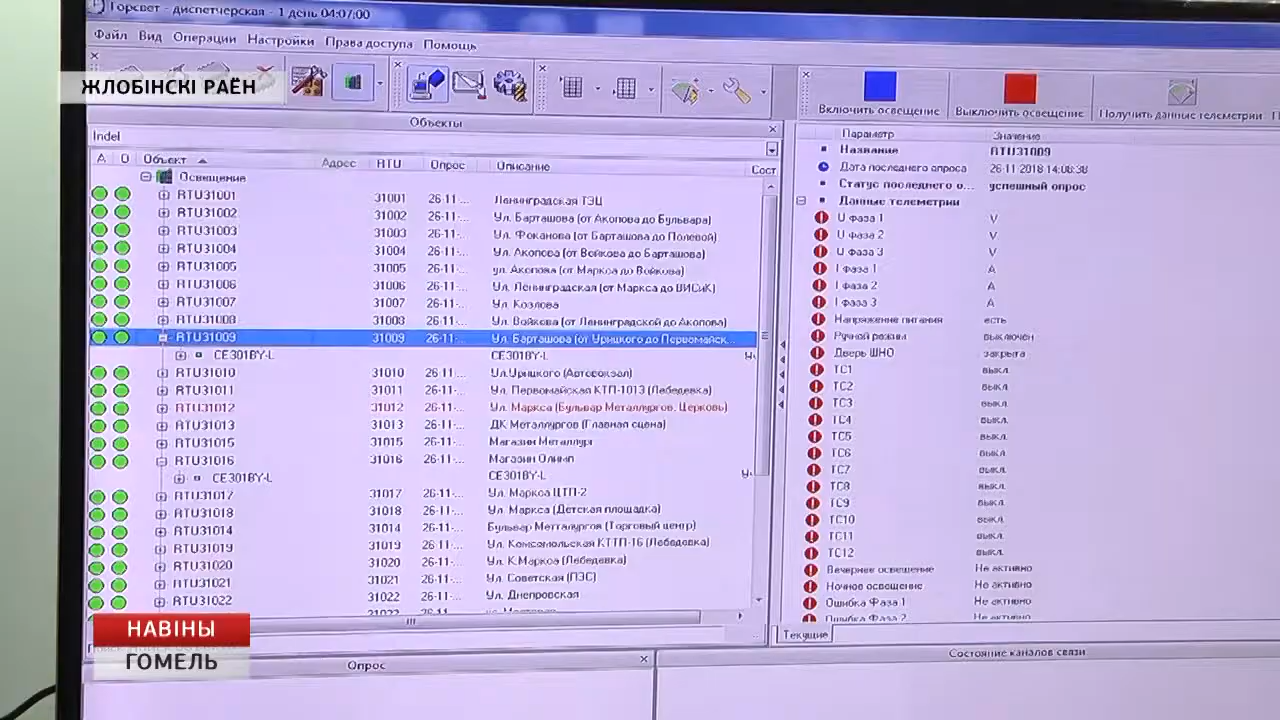 Горсвет - диспетчерская - 1 день 04:07:00
Файл Вид Операции Настройки Права доступа Помощь
ЖЛОБІНСКІ РАЁН
Включить освещение Выключить освещение Получить данные телеметрии
Объекты
Indel
А О Объект Адрес RTU Опрос Описание Сост
Освещение
RTU31001 31001 26-11-... Ленинградская ТЭЦ
RTU31002 31002 26-11-... Ул. Барташова (от Акопова до Бульвара)
RTU31003 31003 26-11-... Ул. Фоканова (от Барташова до Полевой)
RTU31004 31004 26-11-... Ул. Акопова (от Войкова до Барташова)
RTU31005 31005 26-11-... ул. Акопова (от Маркса до Войкова)
RTU31006 31006 26-11-... Ул. Ленинградская (от Маркса до ВИСиК)
RTU31007 31007 26-11-... Ул. Козлова
RTU31008 31008 26-11-... Ул. Войкова (от Ленинградской до Акопова)
RTU31009 31009 26-11-... Ул. Барташова (от Урицкого до Первомайск...
CE301BY-L CE301BY-L
RTU31010 31010 26-11-... Ул.Урицкого (Автовокзал)
RTU31011 31011 26-11-... Ул. Первомайская КТП-1013 (Лебедевка)
RTU31012 31012 26-11-... Ул. Маркса (Бульвар Металлургов, Церковь)
RTU31013 31013 26-11-... ДК Металлургов (Главная сцена)
RTU31015 31015 26-11-... Магазин Металлург
RTU31016 31016 26-11-... Магазин Олимп
CE301BY-L CE301BY-L
RTU31017 31017 26-11-... Ул. Маркса ЦТП-2
RTU31018 31018 26-11-... Ул. Маркса (Детская площадка)
RTU31014 31014 26-11-... Бульвар Метталургов (Торговый центр)
RTU31019 31019 26-11-... Ул. Комсомольская КТТП-16 (Лебедовка)
RTU31020 31020 26-11-... Ул. К.Маркса (Лебедевка)
RTU31021 31021 26-11-... Ул. Советская (ПЭС)
RTU31022 31022 26-11-... Ул. Днепровская
Параметр Значение
Название RTU31009
Дата последнего опроса 26-11-2018 14:08:38
Статус последнего о... успешный опрос
Данные телеметрии
U Фаза 1 V
U Фаза 2 V
U Фаза 3 V
I Фаза 1 А
I Фаза 2 А
I Фаза 3 А
Напряжение питания есть
Ручной режим выключен
Дверь ШНО закрыта
ТС1 выкл.
ТС2 выкл.
ТС3 выкл.
ТС4 выкл.
ТС5 выкл.
ТС6 выкл.
ТС7 выкл.
ТС8 выкл.
ТС9 выкл.
ТС10 выкл.
ТС11 выкл.
ТС12 выкл.
Вечернее освещение Не активно
Ночное освещение Не активно
Ошибка Фаза 1 Не активно
Ошибка Фаза 2 Не активно
Текущие
НАВІНЫ
ГОМЕЛЬ
Опрос
Состояние каналов связи